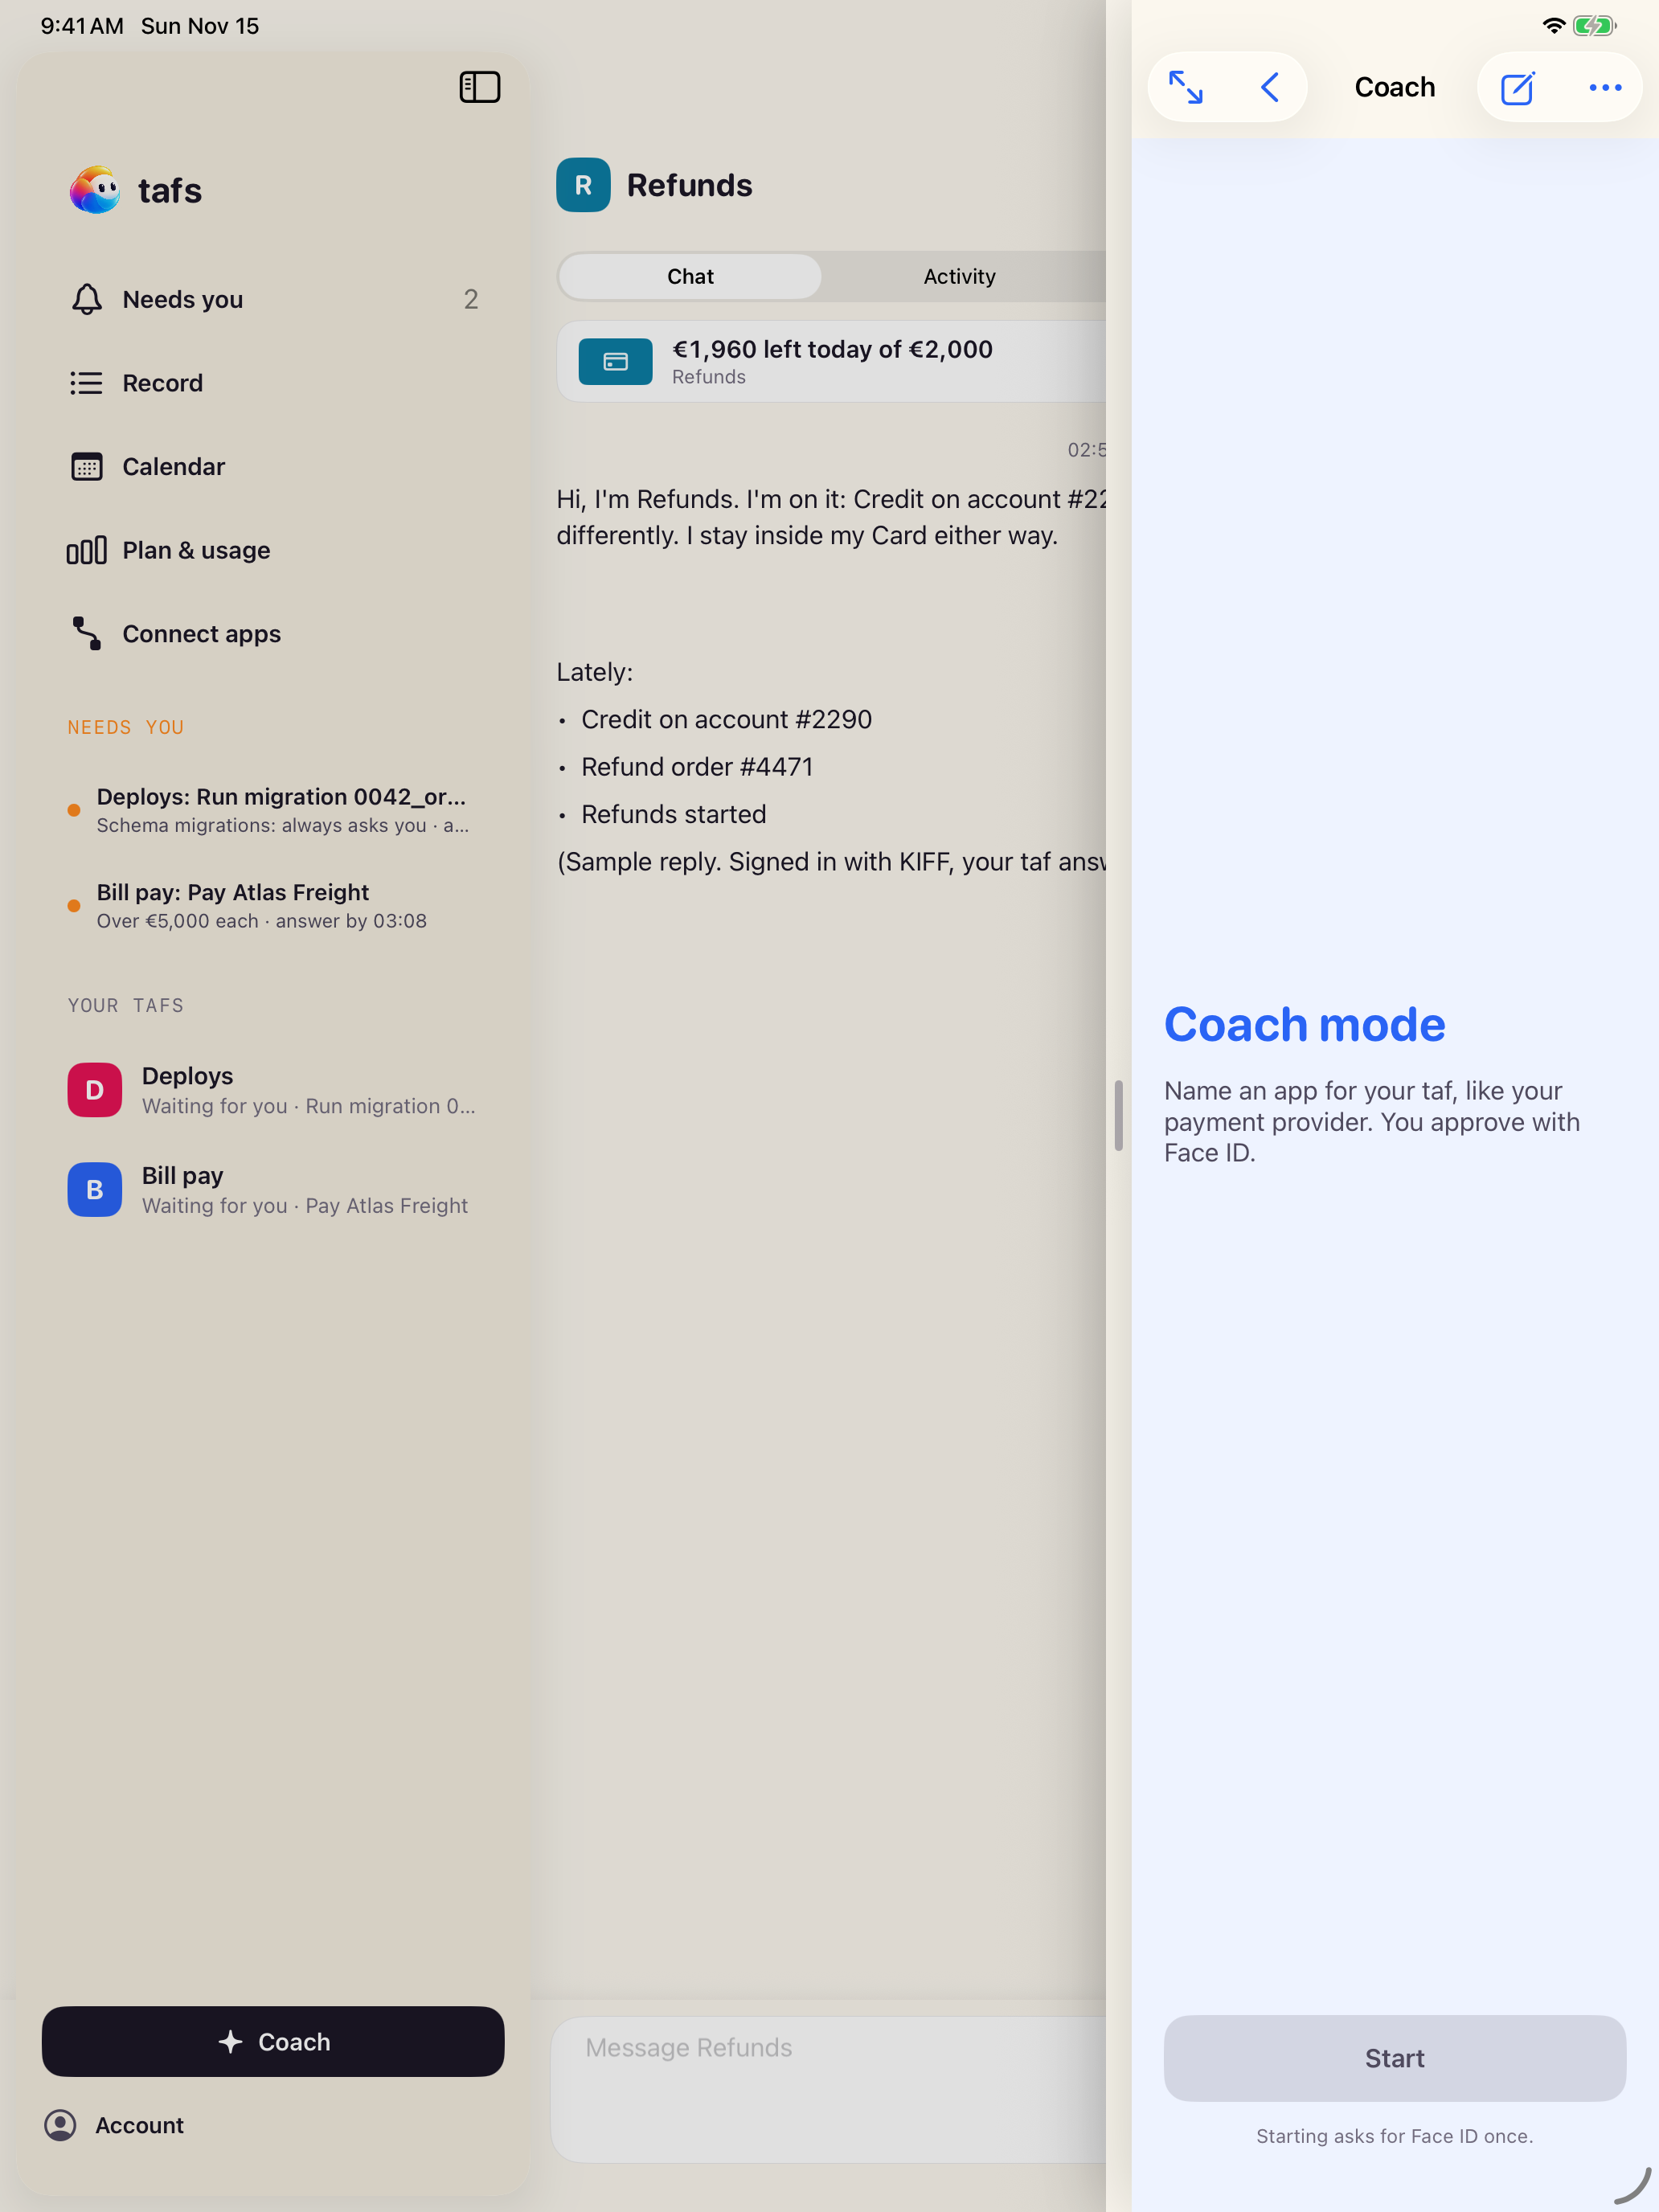 9:41 AM Sun Nov 15
tafs
Needs you 2
Record
Calendar
Plan & usage
Connect apps
NEEDS YOU
Deploys: Run migration 0042_or...
Schema migrations: always asks you · a...
Bill pay: Pay Atlas Freight
Over €5,000 each · answer by 03:08
YOUR TAFS
D
Deploys
Waiting for you · Run migration 0...
B
Bill pay
Waiting for you · Pay Atlas Freight
Coach
Account
R
Refunds
Chat
Activity
€1,960 left today of €2,000
Refunds
02:5
Hi, I'm Refunds. I'm on it: Credit on account #22
differently. I stay inside my Card either way.
Lately:
• Credit on account #2290
• Refund order #4471
• Refunds started
(Sample reply. Signed in with KIFF, your taf answ
Message Refunds
Coach
Coach mode
Name an app for your taf, like your
payment provider. You approve with
Face ID.
Start
Starting asks for Face ID once.